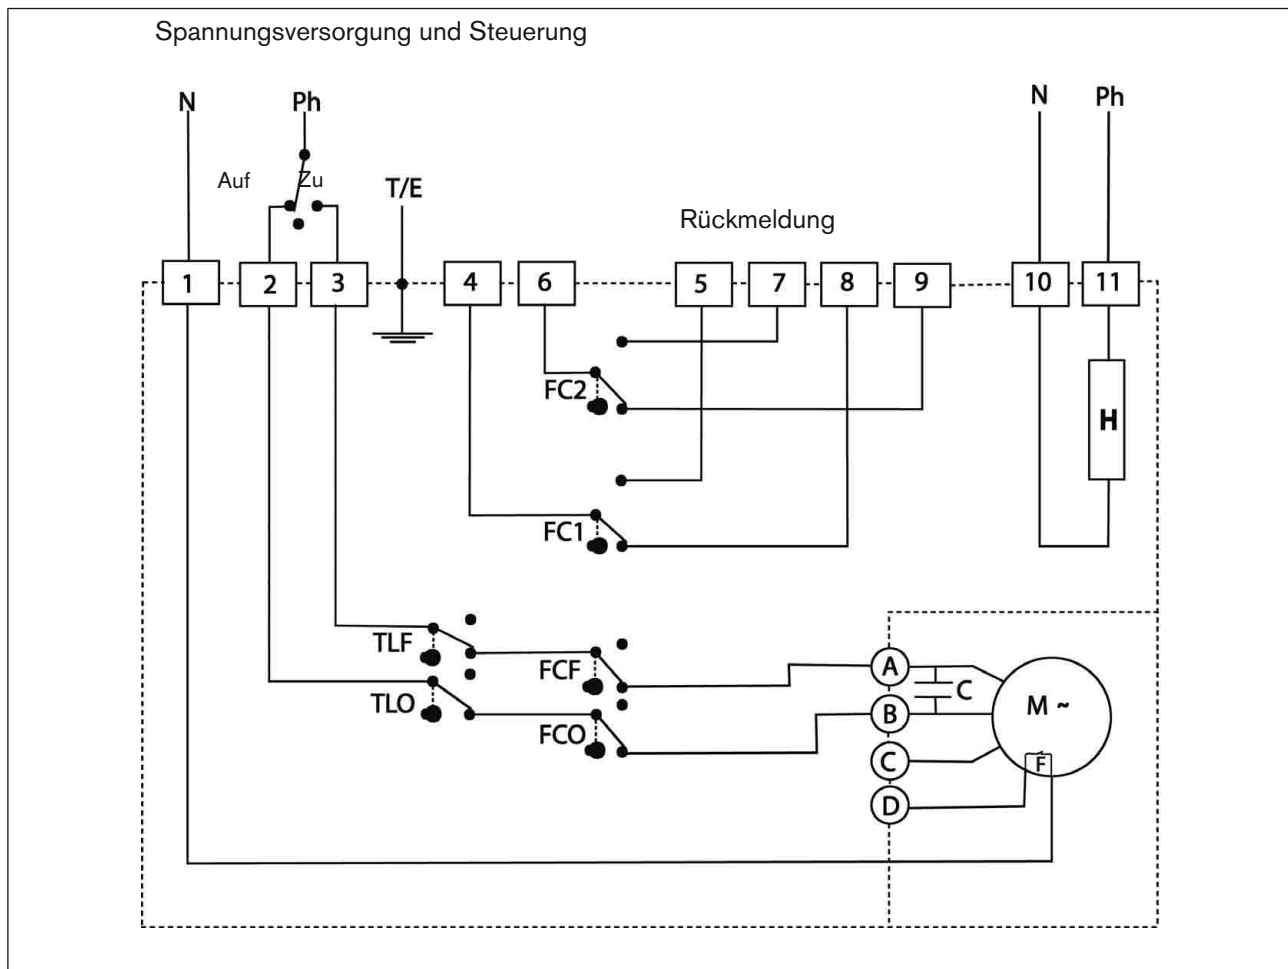 Spannungsversorgung und Steuerung
N Ph N Ph
Auf Zu T/E
Rückmeldung
1 2 3 4 6 5 7 8 9 10 11
FC2
H
FC1
TLF
FCF A
C
TLO B M ~
FCO
C F
D